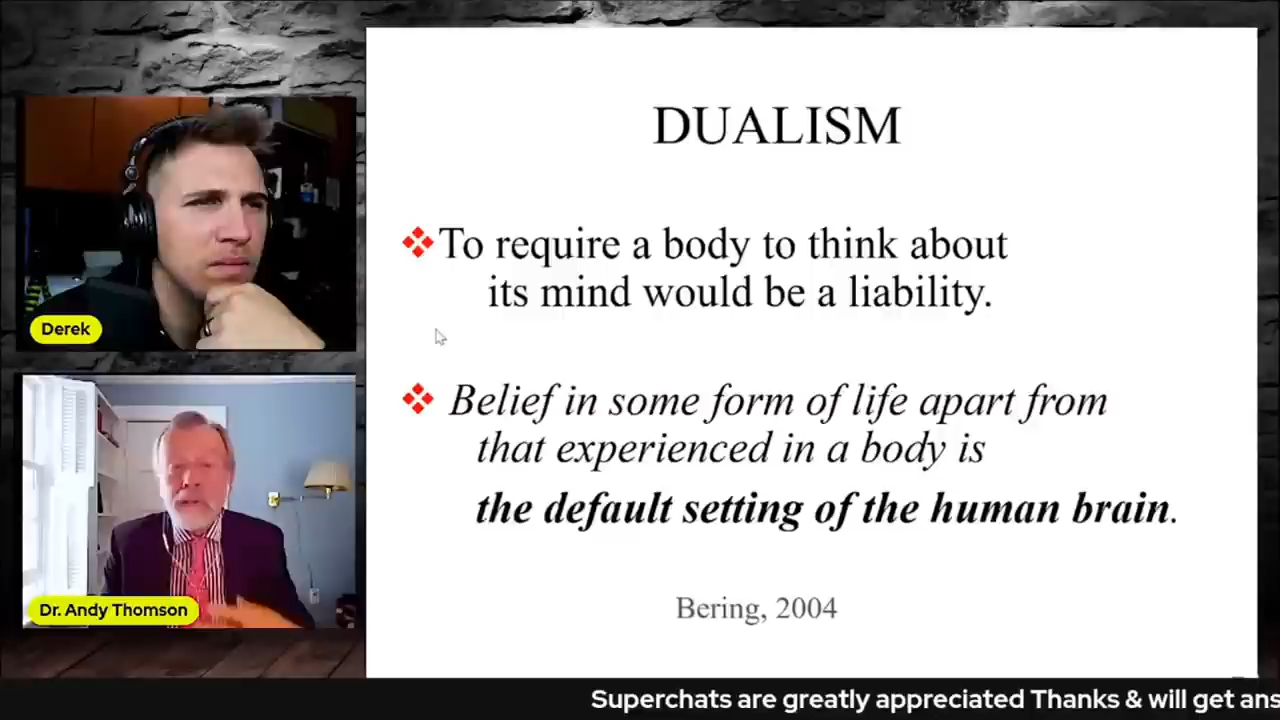 DUALISM
To require a body to think about
its mind would be a liability.
Belief in some form of life apart from
that experienced in a body is
the default setting of the human brain.
Bering, 2004
Derek
Dr. Andy Thomson
Superchats are greatly appreciated Thanks & will get ans